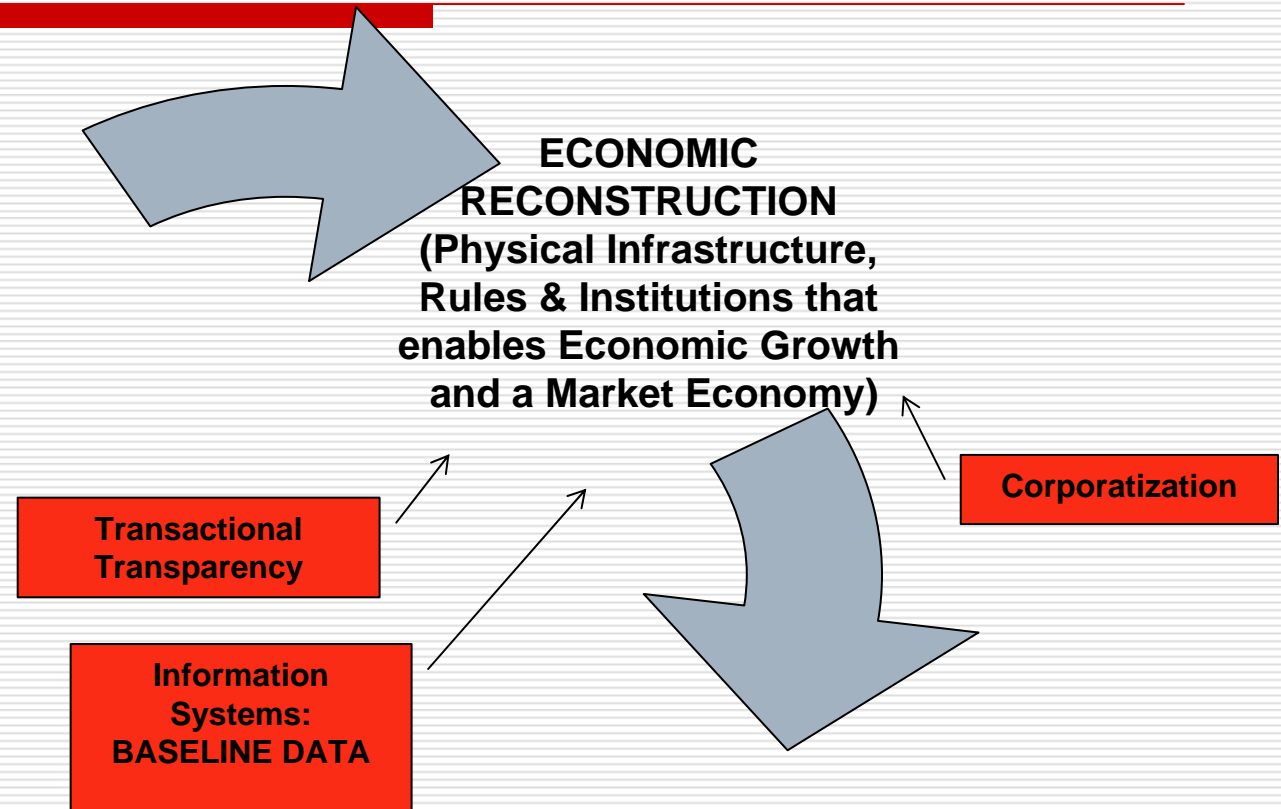 ECONOMIC
RECONSTRUCTION
(Physical Infrastructure,
Rules & Institutions that
enables Economic Growth
and a Market Economy)
Corporatization
Transactional
Transparency
Information
Systems:
BASELINE DATA